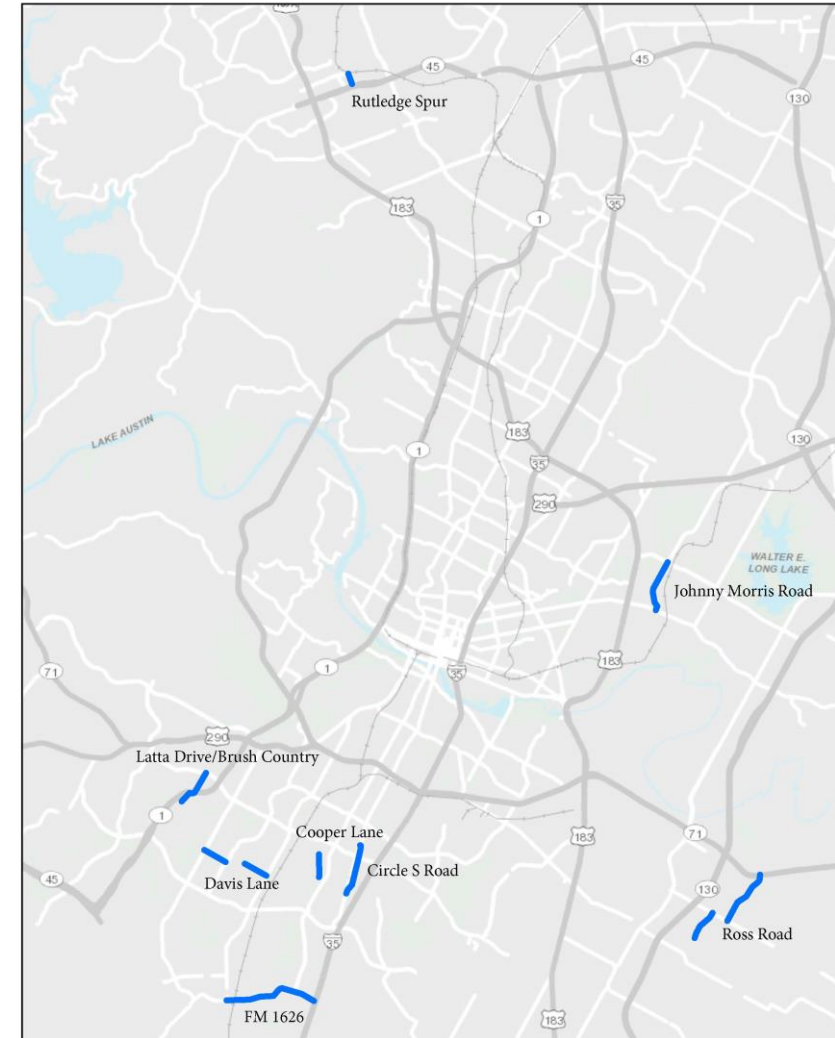 45
45
Rutledge Spur
130
183
35
1
LAKE AUSTIN
183
130
1
35
290
WALTER E.
LONG LAKE
Johnny Morris Road
183
1
35
71
290
Latta Drive/Brush Country
1
Cooper Lane
71
183
Circle S Road
45
Davis Lane
130
Ross Road
35
FM 1626
183